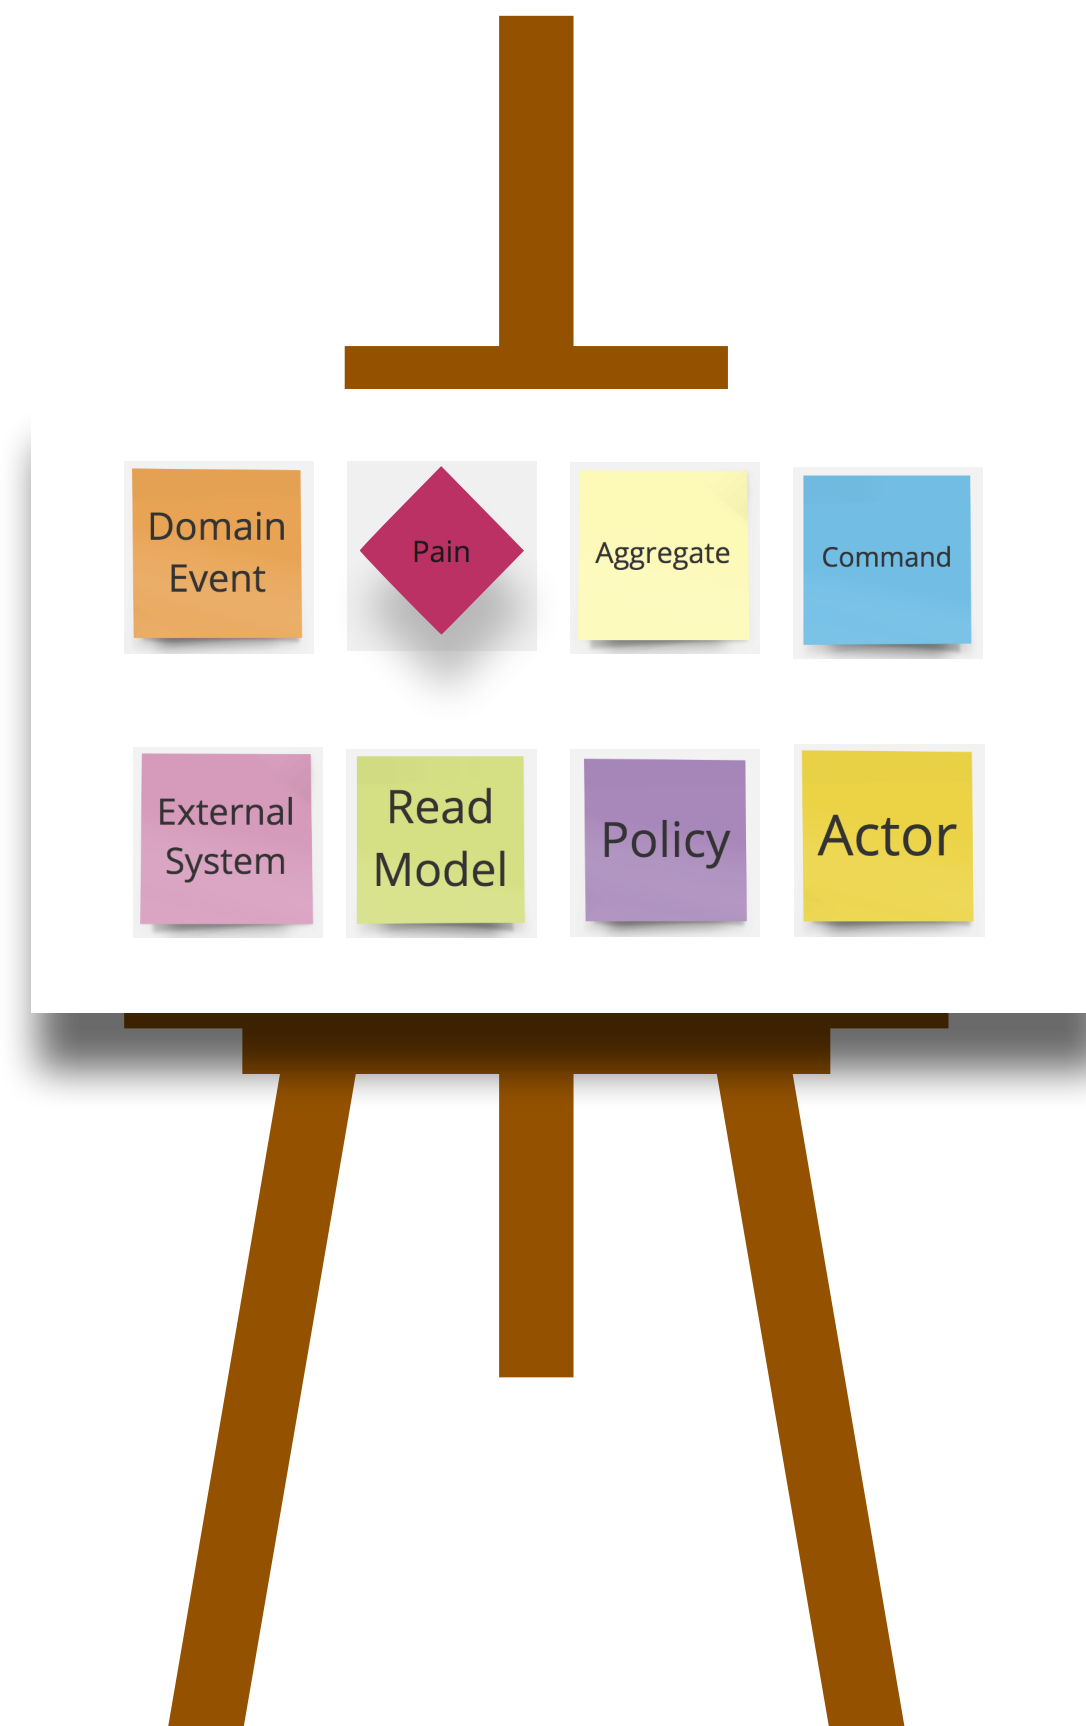 Domain
Event
Pain
Aggregate
Command
External
System
Read
Model
Policy
Actor